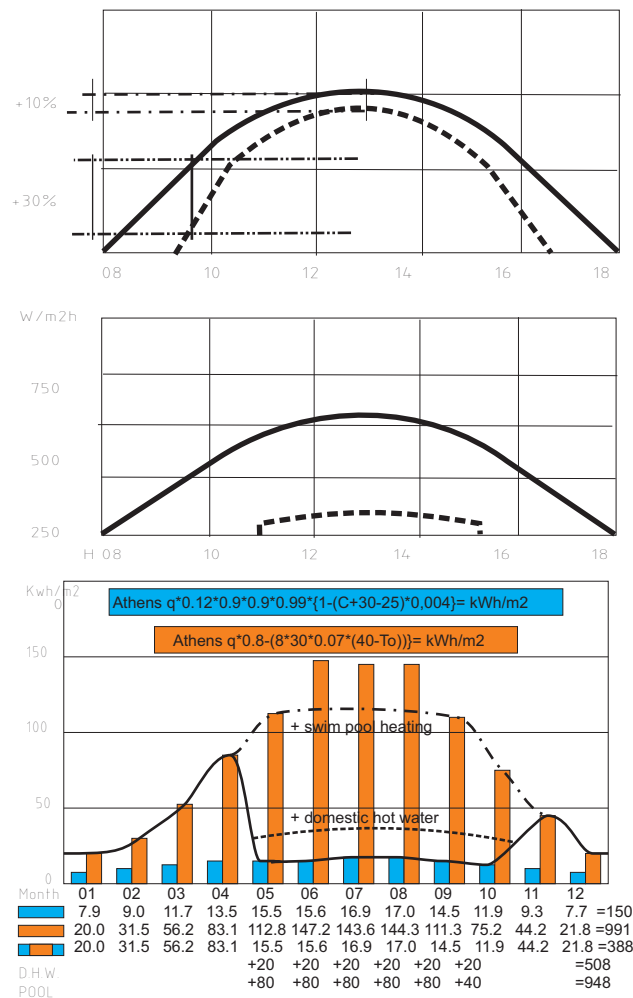 +10%
+30%
08 10 12 14 16 18
W/m2h
750
500
250
H 08 10 12 14 16 18
Kwh/m2
0
Athens q*0.12*0.9*0.9*0.99*{1-(C+30-25)*0,004}= kWh/m2
Athens q*0.8-(8*30*0.07*(40-To))}= kWh/m2
150
100
+ swim pool heating
50
+ domestic hot water
0
Month 01 02 03 04 05 06 07 08 09 10 11 12
7.9 9.0 11.7 13.5 15.5 15.6 16.9 17.0 14.5 11.9 9.3 7.7 =150
20.0 31.5 56.2 83.1 112.8 147.2 143.6 144.3 111.3 75.2 44.2 21.8 =991
20.0 31.5 56.2 83.1 15.5 15.6 16.9 17.0 14.5 11.9 44.2 21.8 =388
D.H.W. +20 +20 +20 +20 +20 +20 =508
POOL +80 +80 +80 +80 +80 +40 =948